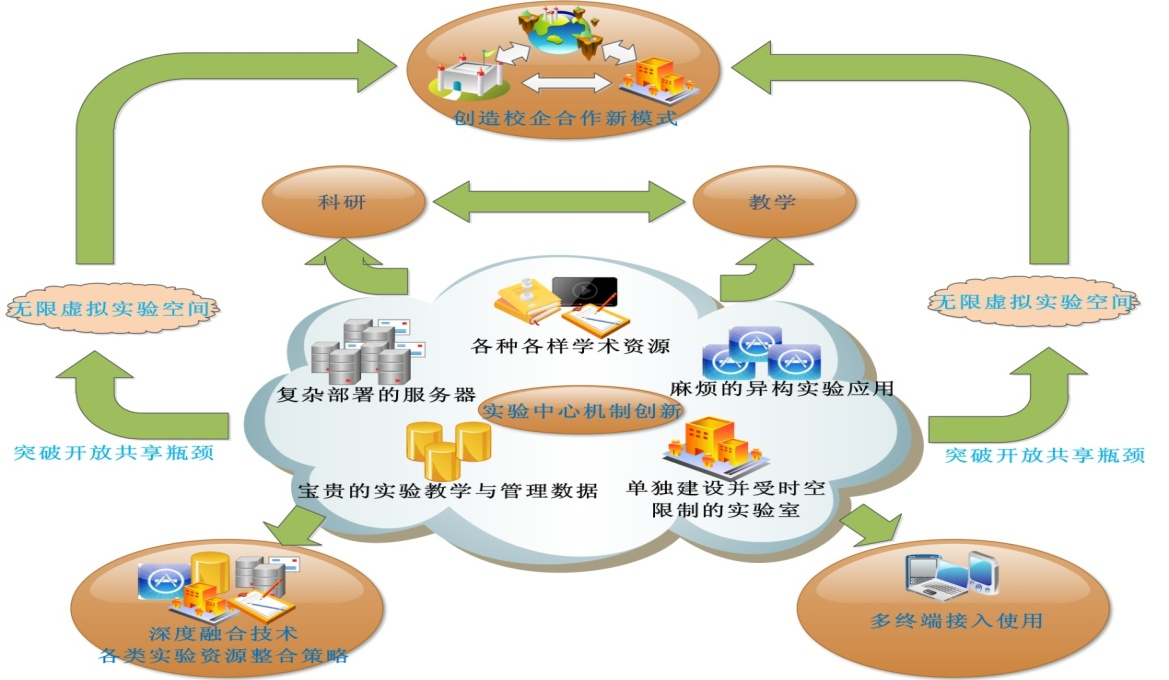 创造校企合作新模式
科研
教学
无限虚拟实验空间
无限虚拟实验空间
各种各样学术资源
复杂部署的服务器
麻烦的异构实验应用
实验中心机制创新
突破开放共享瓶颈
突破开放共享瓶颈
宝贵的实验教学与管理数据
单独建设并受时空
限制的实验室
多终端接入使用
深度融合技术
各类实验资源整合策略